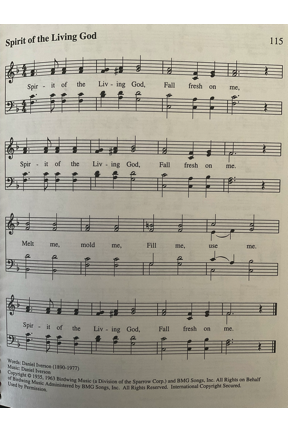 Spirit of the Living God 115
Spir - it of the Liv - ing God, Fall fresh on me,
Spir - it of the Liv - ing God, Fall fresh on me.
Melt me, mold me, Fill me, use me.
Spir - it of the Liv - ing God, Fall fresh on me.
Words: Daniel Iverson (1890-1977)
Music: Daniel Iverson
Copyright © 1935, 1963 Birdwing Music (a Division of the Sparrow Corp.) and BMG Songs, Inc. All Rights on Behalf
of Birdwing Music Administered by BMG Songs, Inc. All Rights Reserved. International Copyright Secured.
Used by Permission.